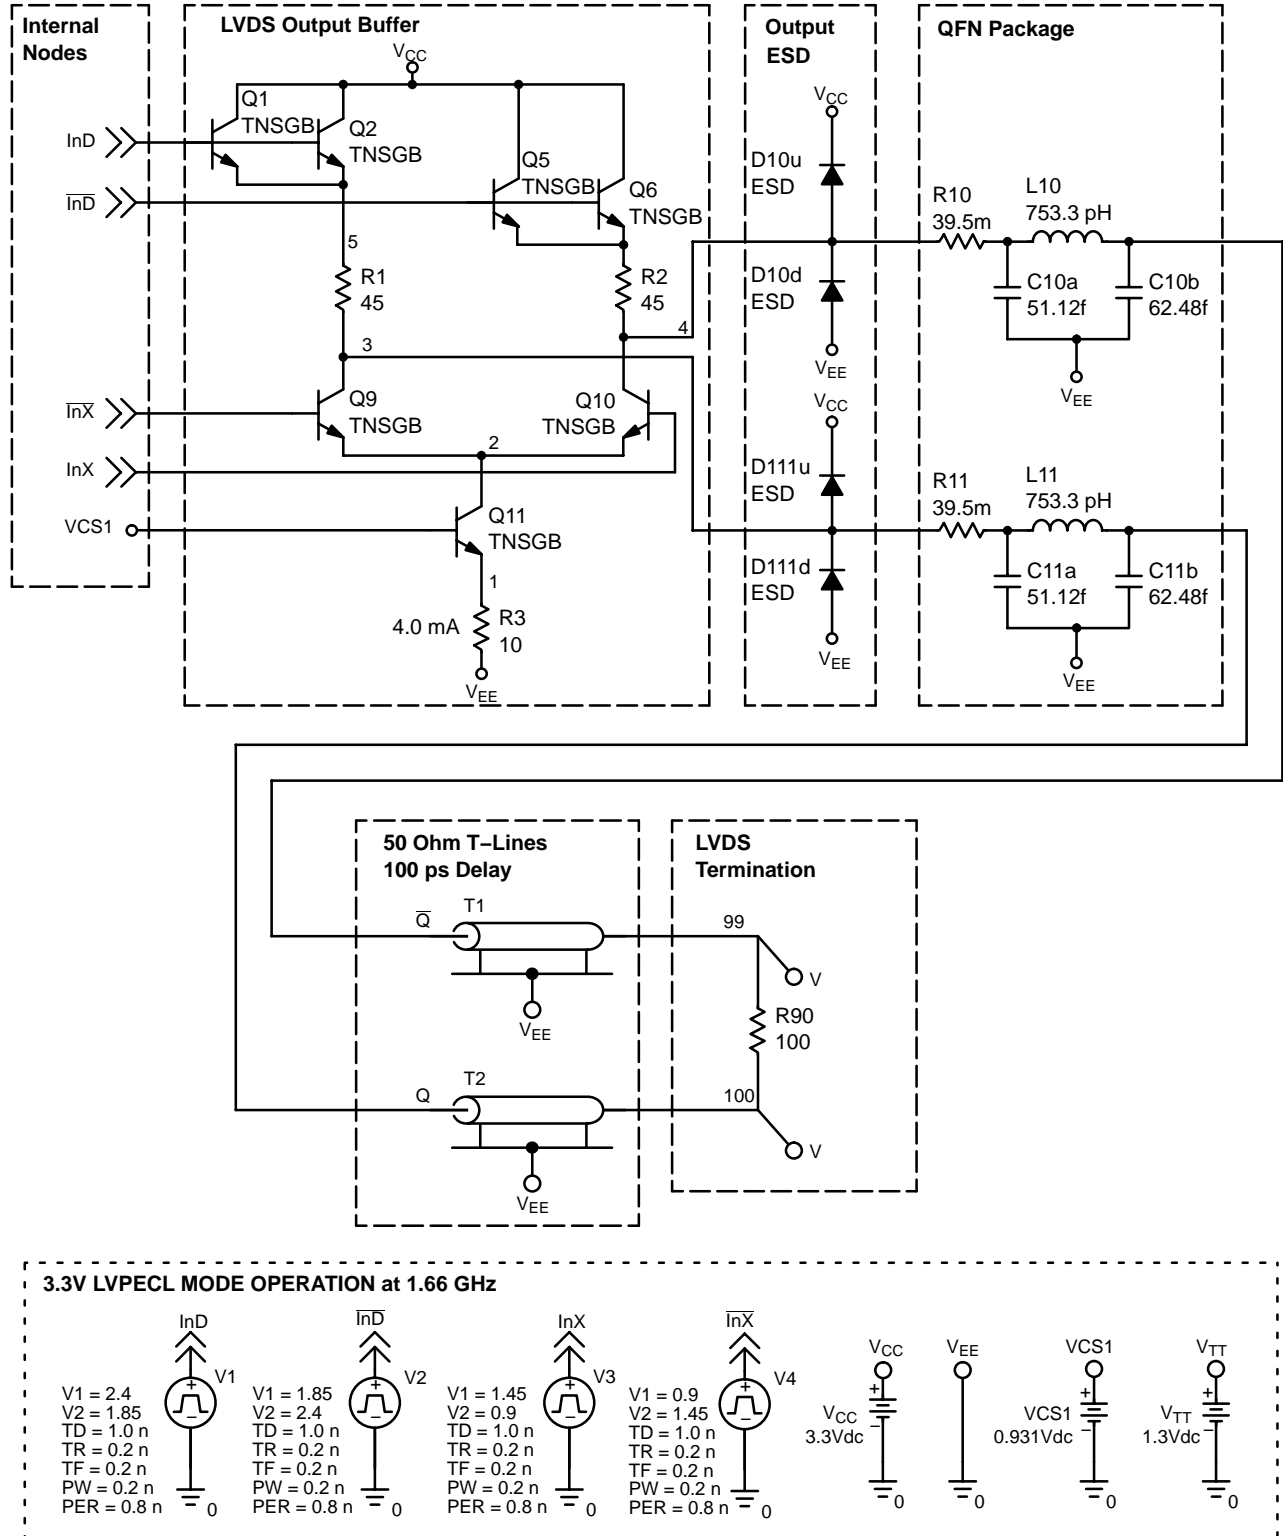 Internal
Nodes
LVDS Output Buffer
Output
ESD
QFN Package
VCC
Q1
TNSGB
Q2
TNSGB
InD
Q5
TNSGB
Q6
TNSGB
I̅n̅D̅
5
R1
45
R2
45
4
3
Q9
TNSGB
Q10
TNSGB
I̅n̅X̅
2
InX
VCS1
Q11
TNSGB
1
4.0 mA
R3
10
VEE
VCC
D10u
ESD
D10d
ESD
VEE
VCC
D111u
ESD
D111d
ESD
VEE
R10
39.5m
L10
753.3 pH
C10a
51.12f
C10b
62.48f
VEE
R11
39.5m
L11
753.3 pH
C11a
51.12f
C11b
62.48f
VEE
50 Ohm T–Lines
100 ps Delay
LVDS
Termination
Q̅
T1
99
V
VEE
R90
100
Q
T2
100
V
VEE
3.3V LVPECL MODE OPERATION at 1.66 GHz
InD
V1
V1 = 2.4
V2 = 1.85
TD = 1.0 n
TR = 0.2 n
TF = 0.2 n
PW = 0.2 n
PER = 0.8 n
0
I̅n̅D̅
V2
V1 = 1.85
V2 = 2.4
TD = 1.0 n
TR = 0.2 n
TF = 0.2 n
PW = 0.2 n
PER = 0.8 n
0
InX
V3
V1 = 1.45
V2 = 0.9
TD = 1.0 n
TR = 0.2 n
TF = 0.2 n
PW = 0.2 n
PER = 0.8 n
0
I̅n̅X̅
V4
V1 = 0.9
V2 = 1.45
TD = 1.0 n
TR = 0.2 n
TF = 0.2 n
PW = 0.2 n
PER = 0.8 n
0
VCC
+
VCC
3.3Vdc
–
0
VEE
0
VCS1
+
VCS1
0.931Vdc
–
0
VTT
+
VTT
1.3Vdc
–
0